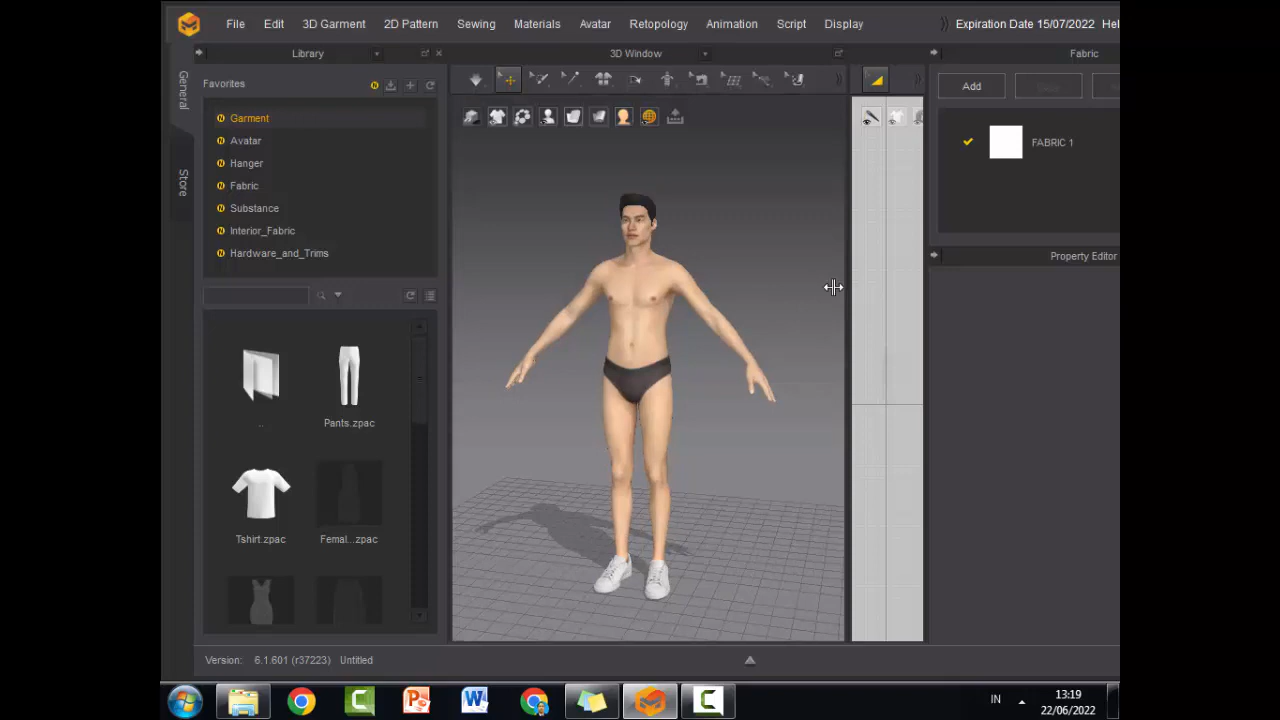 File Edit 3D Garment 2D Pattern Sewing Materials Avatar Retopology Animation Script Display Expiration Date 15/07/2022 Hel
Library
3D Window
Fabric
General
Store
Favorites
Garment
Avatar
Hanger
Fabric
Substance
Interior_Fabric
Hardware_and_Trims
..
Pants.zpac
Tshirt.zpac
Femal...zpac
Add
FABRIC 1
Property Editor
Version: 6.1.601 (r37223) Untitled
IN
13:19
22/06/2022